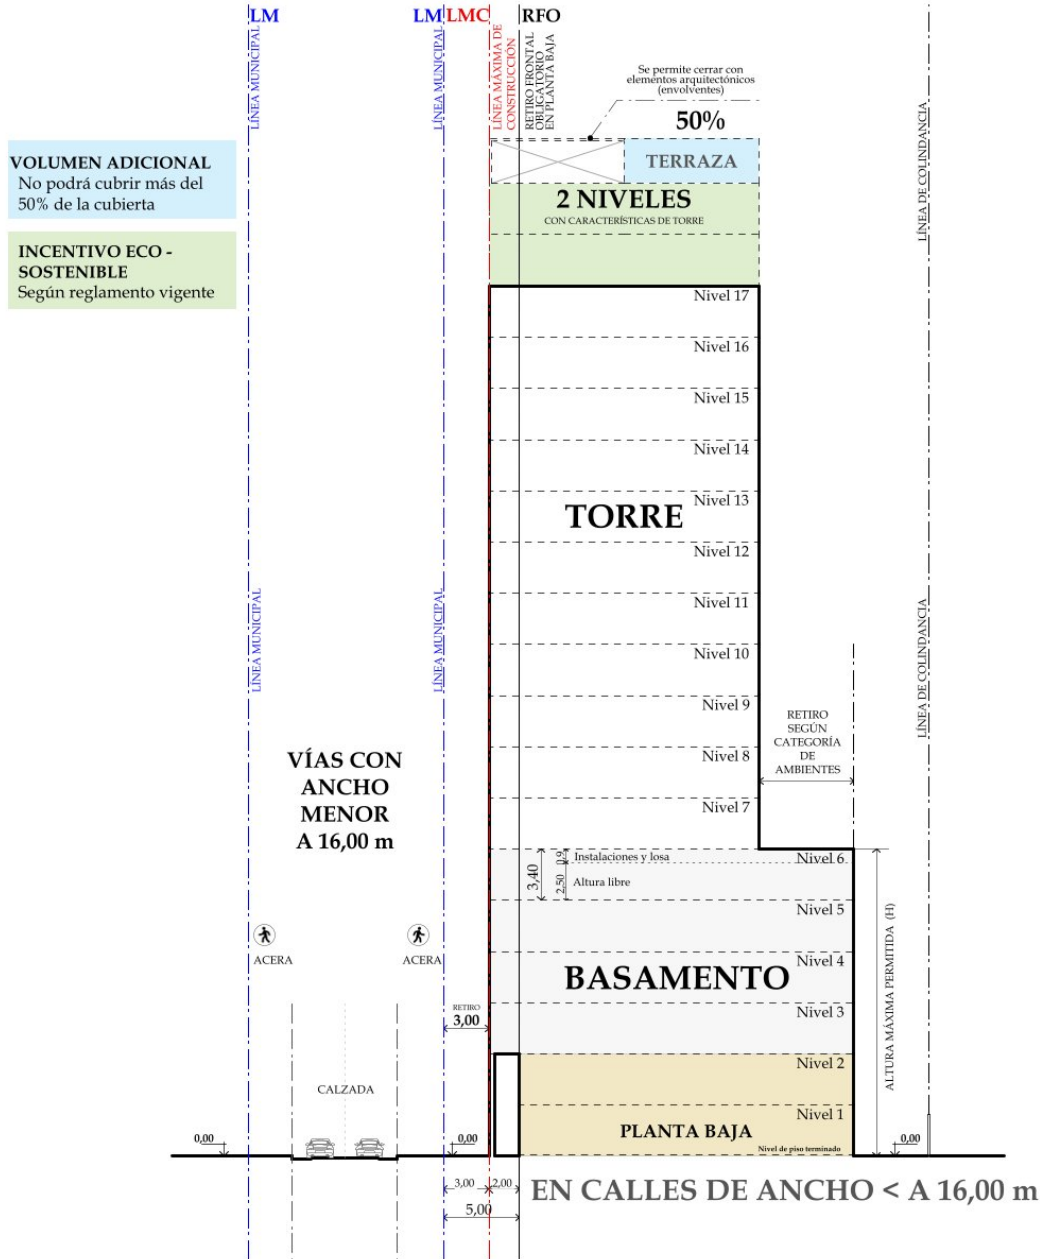 LM
LM
LMC
RFO
LÍNEA MUNICIPAL
LÍNEA MUNICIPAL
LÍNEA MÁXIMA DE
CONSTRUCCIÓN
RETIRO FRONTAL
OBLIGATORIO
EN PLANTA BAJA
LÍNEA DE COLINDANCIA
Se permite cerrar con
elementos arquitectónicos
(envolventes)
50%
TERRAZA
VOLUMEN ADICIONAL
No podrá cubrir más del
50% de la cubierta
INCENTIVO ECO -
SOSTENIBLE
Según reglamento vigente
2 NIVELES
CON CARACTERÍSTICAS DE TORRE
Nivel 17
Nivel 16
Nivel 15
Nivel 14
Nivel 13
TORRE
Nivel 12
Nivel 11
Nivel 10
Nivel 9
Nivel 8
Nivel 7
LÍNEA MUNICIPAL
LÍNEA MUNICIPAL
LÍNEA DE COLINDANCIA
RETIRO
SEGÚN
CATEGORÍA
DE
AMBIENTES
VÍAS CON
ANCHO
MENOR
A 16,00 m
Nivel 6
Instalaciones y losa
0,9
3,40
2,50
Altura libre
Nivel 5
Nivel 4
BASAMENTO
Nivel 3
ALTURA MÁXIMA PERMITIDA (H)
ACERA
ACERA
RETIRO
3,00
Nivel 2
CALZADA
Nivel 1
PLANTA BAJA
Nivel de piso terminado
0,00
0,00
0,00
3,00
2,00
5,00
EN CALLES DE ANCHO < A 16,00 m